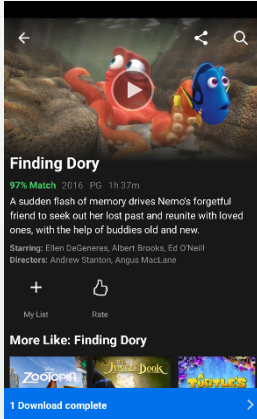 Finding Dory
97% Match 2016 PG 1h 37m
A sudden flash of memory drives Nemo's forgetful
friend to seek out her lost past and reunite with loved
ones, with the help of buddies old and new.
Starring: Ellen DeGeneres, Albert Brooks, Ed O'Neill
Directors: Andrew Stanton, Angus MacLane
My List Rate
More Like: Finding Dory
ZOOTOPIA JUNGLE BOOK A TURTLE'S
1 Download complete